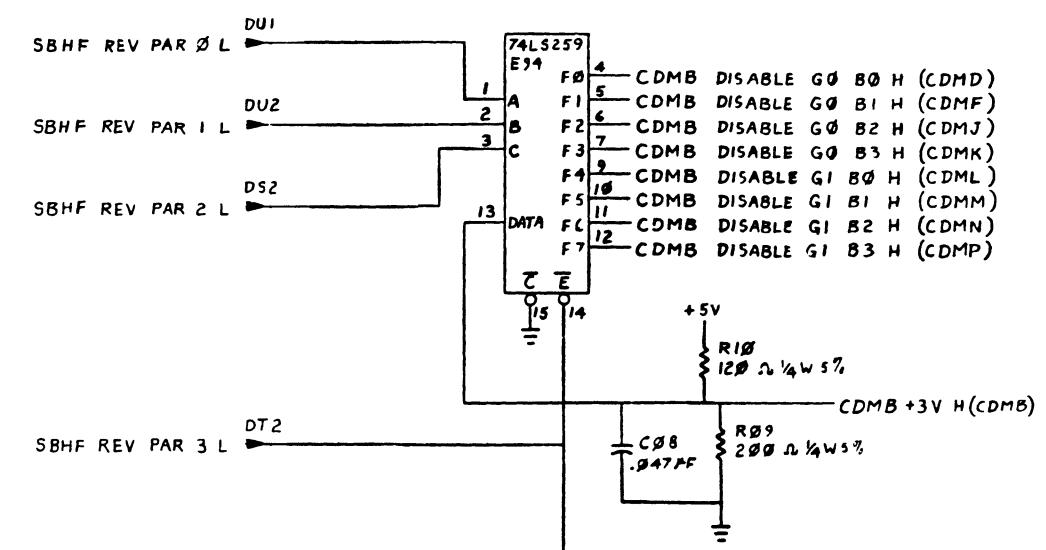 DU1
SBHF REV PAR Ø L
74LS259
E94
1
A
FØ 4 CDMB DISABLE GØ BØ H (CDMD)
F1 5 CDMB DISABLE GØ B1 H (CDMF)
DU2
SBHF REV PAR 1 L
2
B
F2 6 CDMB DISABLE GØ B2 H (CDMJ)
3
C
F3 7 CDMB DISABLE GØ B3 H (CDMK)
F4 9 CDMB DISABLE G1 BØ H (CDML)
DS2
SBHF REV PAR 2 L
F5 1Ø CDMB DISABLE G1 B1 H (CDMM)
13
DATA
F6 11 CDMB DISABLE G1 B2 H (CDMN)
F7 12 CDMB DISABLE G1 B3 H (CDMP)
C E
15 14
+5V
R1Ø
12Ø Ω ¼W 5%
CDMB +3V H(CDMB)
DT2
SBHF REV PAR 3 L
CØ8
.Ø47µF
RØ9
2ØØ Ω ¼W 5%